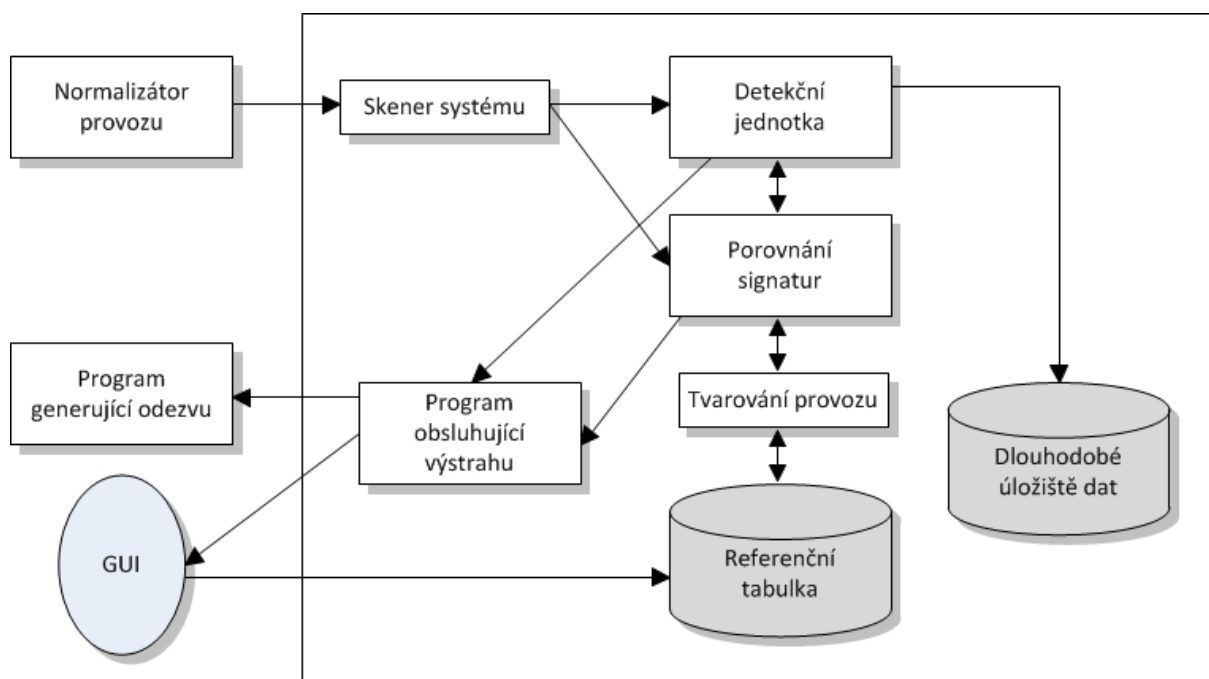 Normalizátor
provozu
Skener systému
Detekční
jednotka
Porovnání
signatur
Program
generující odezvu
Program
obsluhující
výstrahu
Tvarování provozu
Dlouhodobé
úložiště dat
GUI
Referenční
tabulka